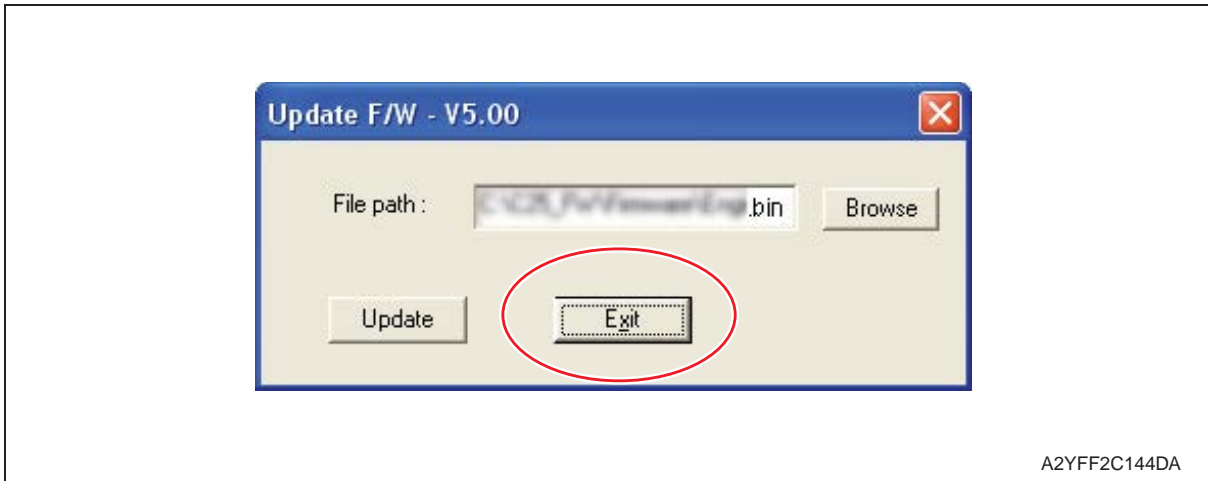 Update F/W - V5.00
File path : .bin Browse
Update Exit
A2YFF2C144DA